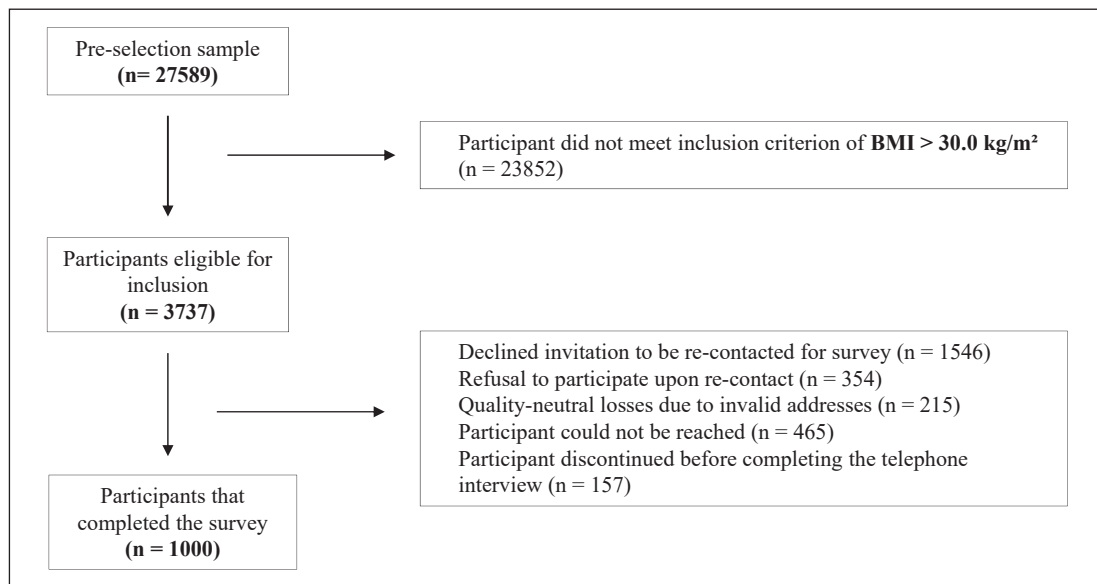 Pre-selection sample
(n= 27589)
Participant did not meet inclusion criterion of BMI > 30.0 kg/m²
(n = 23852)
Participants eligible for
inclusion
(n = 3737)
Declined invitation to be re-contacted for survey (n = 1546)
Refusal to participate upon re-contact (n = 354)
Quality-neutral losses due to invalid addresses (n = 215)
Participant could not be reached (n = 465)
Participant discontinued before completing the telephone
interview (n = 157)
Participants that
completed the survey
(n = 1000)